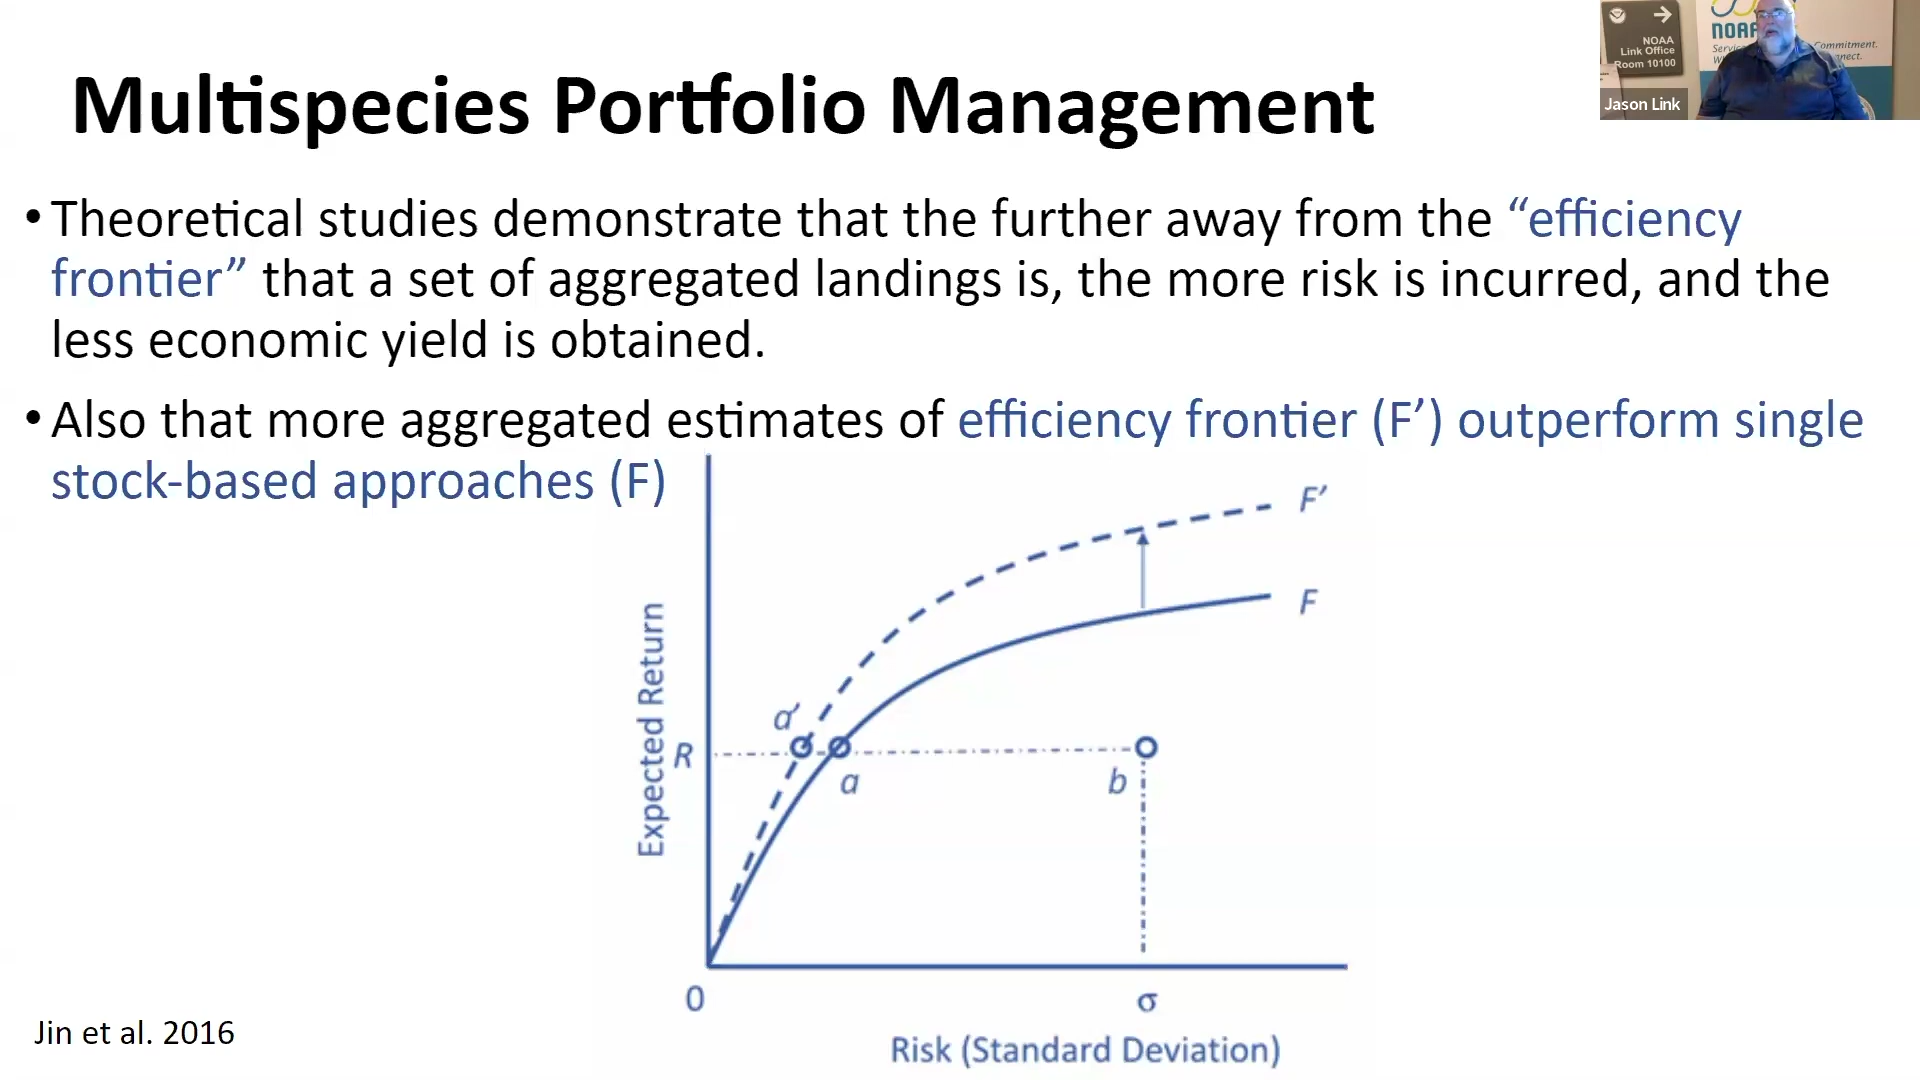 Multispecies Portfolio Management
NOAA
Link Office
Room 10100
NOAA
Commitment.
Jason Link
• Theoretical studies demonstrate that the further away from the “efficiency
frontier” that a set of aggregated landings is, the more risk is incurred, and the
less economic yield is obtained.
• Also that more aggregated estimates of efficiency frontier (F’) outperform single
stock-based approaches (F)
F’
F
Expected Return
R
a’
a
b
0
σ
Risk (Standard Deviation)
Jin et al. 2016